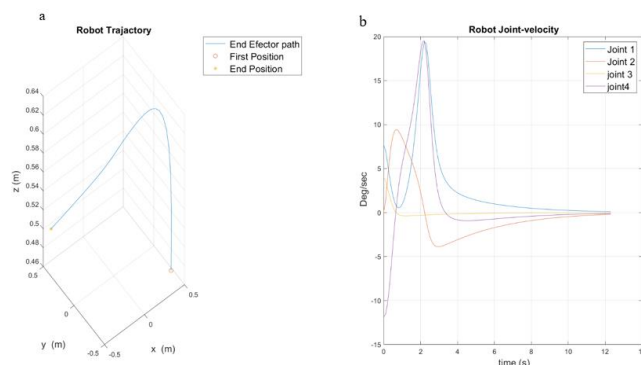 a
Robot Trajactory
End Efector path
First Position
End Position
0.64
0.62
0.6
0.58
0.56
0.54
0.52
0.5
0.48
0.46
z (m)
0.5
0
-0.5
y (m)
-0.5
0
0.5
x (m)
b
Robot Joint-velocity
Joint 1
Joint 2
joint 3
joint4
20
15
10
5
0
-5
-10
-15
Deg/sec
0
2
4
6
8
10
12
14
time (s)